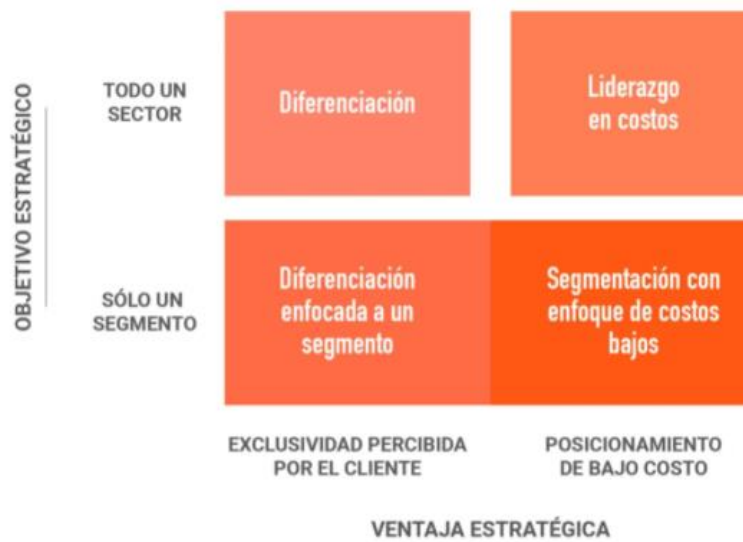 OBJETIVO ESTRATÉGICO
TODO UN
SECTOR
Diferenciación
Liderazgo
en costos
SÓLO UN
SEGMENTO
Diferenciación
enfocada a un
segmento
Segmentación con
enfoque de costos
bajos
EXCLUSIVIDAD PERCIBIDA
POR EL CLIENTE
POSICIONAMIENTO
DE BAJO COSTO
VENTAJA ESTRATÉGICA